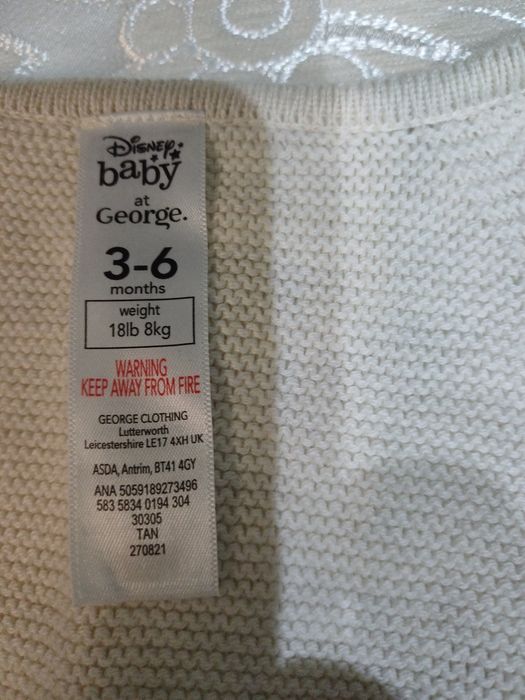 Disney
baby
at
George.
3-6
months
weight
18lb 8kg
WARNING
KEEP AWAY FROM FIRE
GEORGE CLOTHING
Lutterworth
Leicestershire LE17 4XH UK
ASDA, Antrim, BT41 4GY
ANA 5059189273496
583 5834 0194 304
30305
TAN
270821